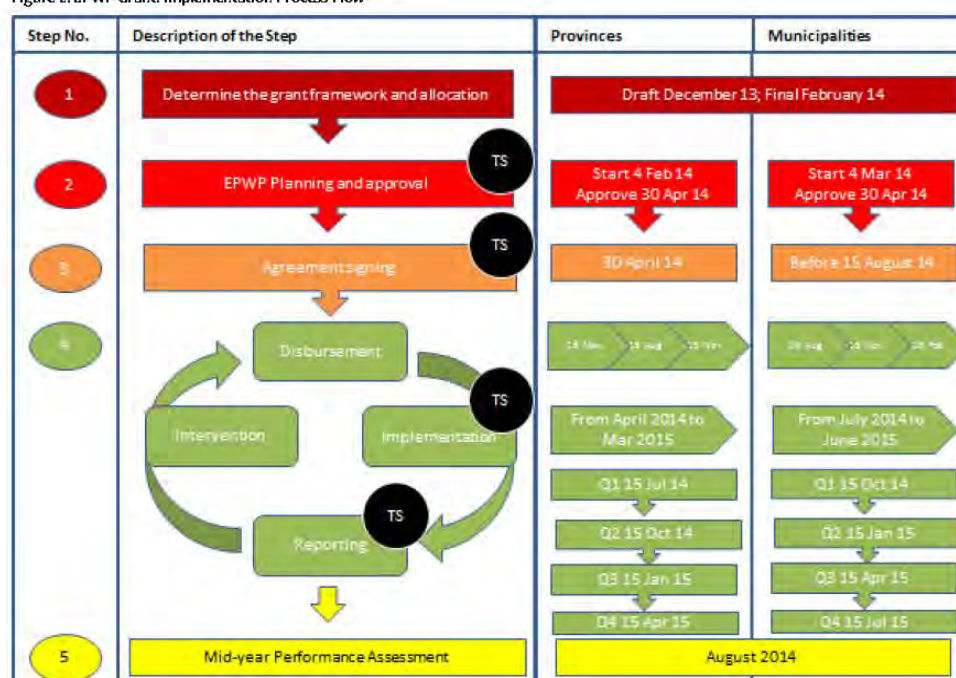 Step No.
Description of the Step
Provinces
Municipalities
1
Determine the grant framework and allocation
Draft December 13; Final February 14
TS
2
EPWP Planning and approval
Start 4 Feb 14
Approve 30 Apr 14
Start 4 Mar 14
Approve 30 Apr 14
TS
3
Agreement signing
30 April 14
Before 15 August 14
4
Disbursement
TS
Intervention
Implementation
From April 2014 to
Mar 2015
From July 2014 to
June 2015
Q1 15 Jul 14
Q1 15 Oct 14
TS
Reporting
Q2 15 Oct 14
Q2 15 Jan 15
Q3 15 Jan 15
Q3 15 Apr 15
Q4 15 Apr 15
Q4 15 Jul 15
5
Mid-year Performance Assessment
August 2014